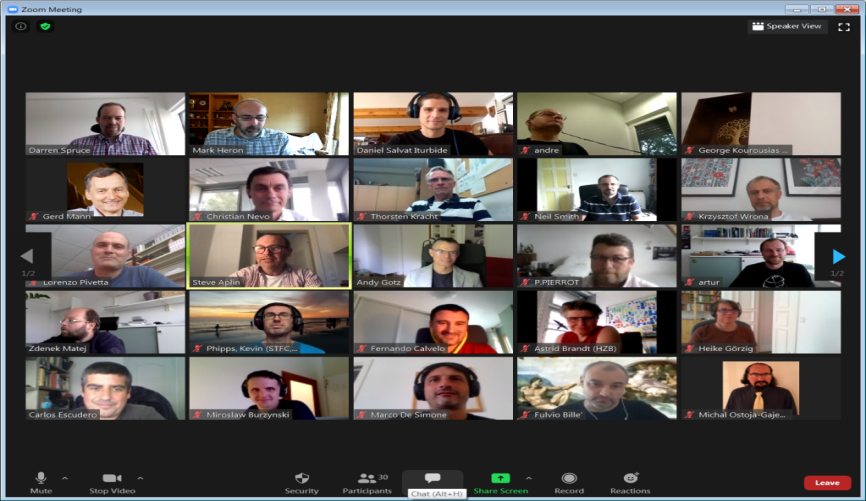 Zoom Meeting
Speaker View
Darren Spruce
Mark Heron
Daniel Salvat Iturbide
andre
George Kourousias ...
Gerd Mann
Christian Nevo
Thorsten Kracht
Neil Smith
Krzysztof Wrona
1/2
Lorenzo Pivetta
Steve Aplin
Andy Gotz
P.PIERROT
artur
1/2
Zdenek Matej
Phipps, Kevin (STFC,...
Fernando Calvelo
Astrid Brandt (HZB)
Heike Görzig
Carlos Escudero
Miroslaw Burzynski
Marco De Simone
Fulvio Bille'
Michal Ostoja-Gaje...
Mute
Stop Video
Security
Participants
30
Chat (Alt+H)
Share Screen
Record
Reactions
Leave